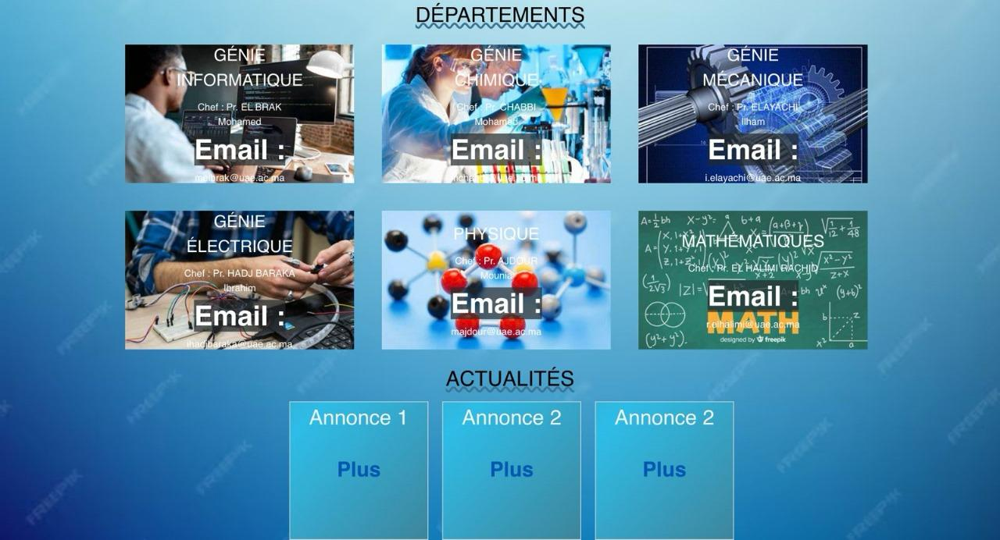 DÉPARTEMENTS
GÉNIE
INFORMATIQUE
Chef : Pr. EL BRAK
Mohamed
Email :
melbrak@uae.ac.ma
GÉNIE
CHIMIQUE
Chef : Pr. CHABBI
Mohamed
Email :
GÉNIE
MÉCANIQUE
Chef : Pr. ELAYACHI
Ilham
Email :
i.elayachi@uae.ac.ma
GÉNIE
ÉLECTRIQUE
Chef : Pr. HADJ BARAKA
Ibrahim
Email :
ihadjbaraka@uae.ac.ma
PHYSIQUE
Chef : Pr. AJDOUR
Mounia
Email :
majdour@uae.ac.ma
MATHÉMATIQUES
Chef : Pr. EL HALIMI RACHID
Email :
MATH
r.elhalimi@uae.ac.ma
designed by freepik
ACTUALITÉS
Annonce 1
Plus
Annonce 2
Plus
Annonce 2
Plus
FREEPIK